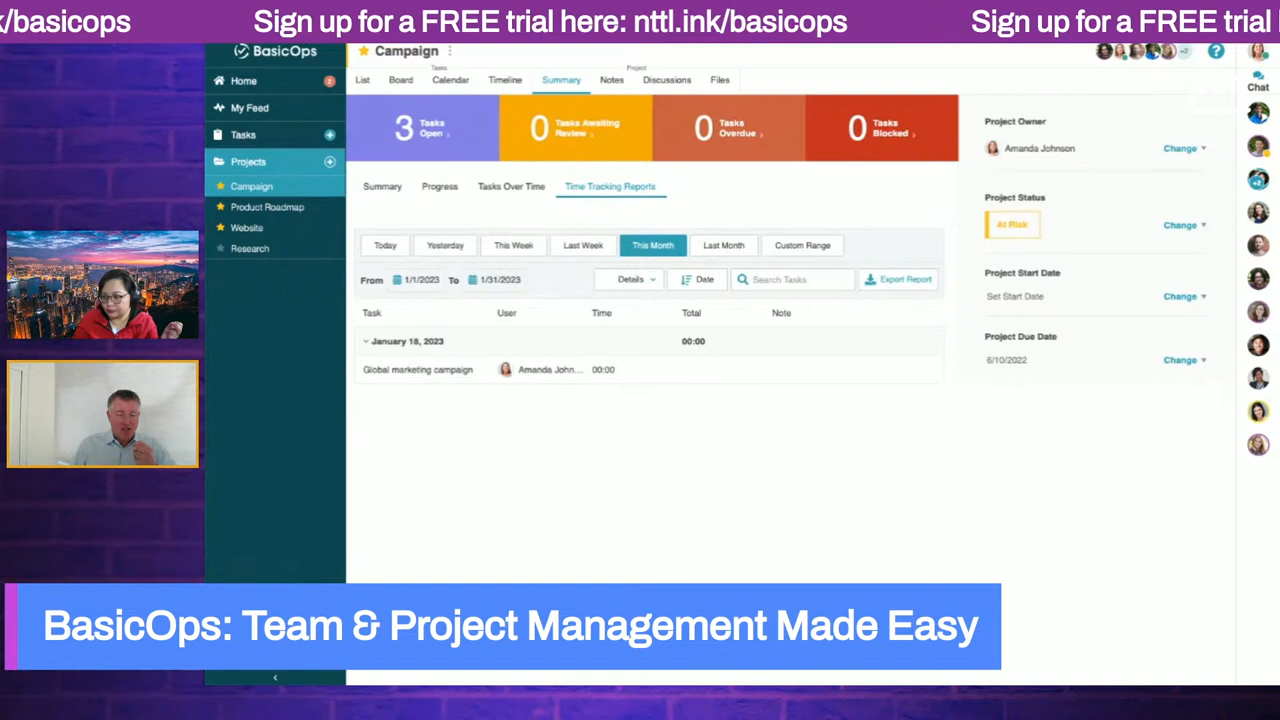 k/basicops Sign up for a FREE trial here: nttl.ink/basicops Sign up for a FREE trial
BasicOps
Home 2
My Feed
Tasks
Projects
Campaign
Product Roadmap
Website
Research
Campaign
+2
?
Tasks Project
List Board Calendar Timeline Summary Notes Discussions Files
3 Tasks Open ›
0 Tasks Awaiting Review ›
0 Tasks Overdue ›
0 Tasks Blocked ›
Summary Progress Tasks Over Time Time Tracking Reports
Today Yesterday This Week Last Week This Month Last Month Custom Range
From 1/1/2023 To 1/31/2023 Details Date Search Tasks Export Report
Task User Time Total Note
January 18, 2023 00:00
Global marketing campaign Amanda John... 00:00
Project Owner
Amanda Johnson Change
Project Status
At Risk Change
Project Start Date
Set Start Date Change
Project Due Date
6/10/2022 Change
Chat
+3
BasicOps: Team & Project Management Made Easy